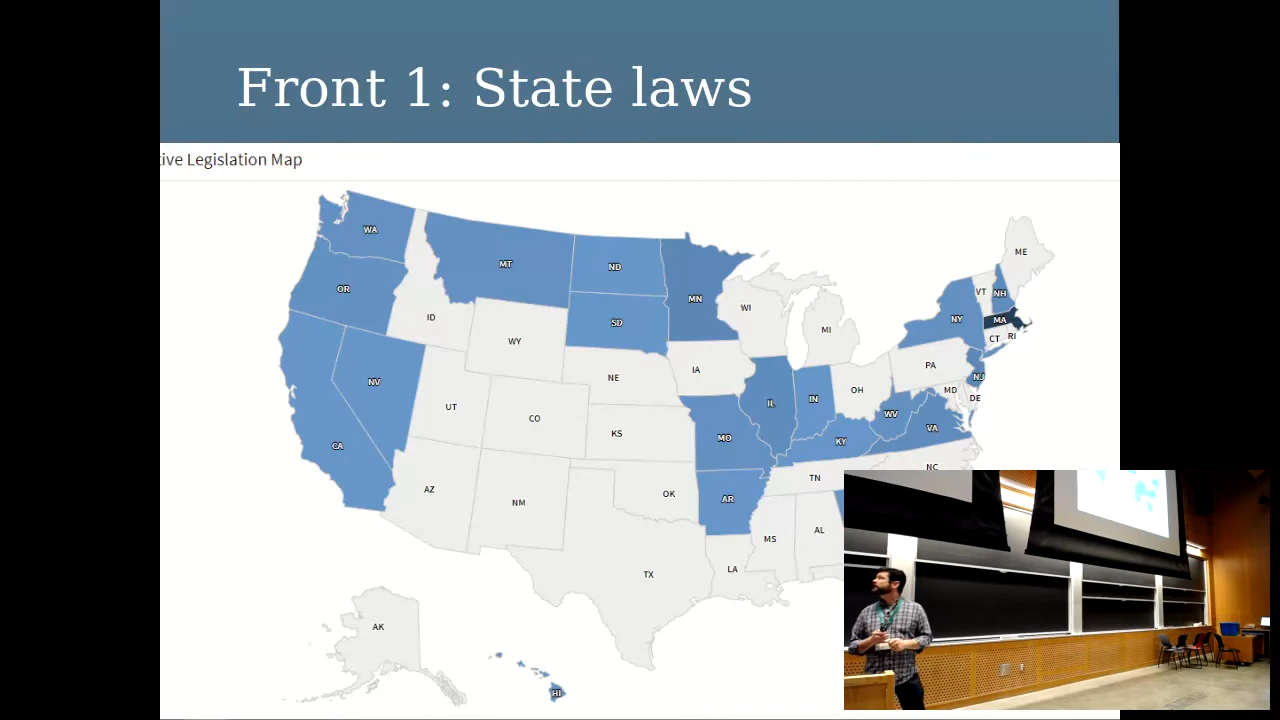 Front 1: State laws
tive Legislation Map
WA
MT
ND
MN
ME
VT
NH
OR
ID
SD
WI
NY
MA
MI
CT
RI
WY
IA
PA
NJ
NV
NE
OH
MD
DE
UT
CO
IL
IN
WV
VA
CA
KS
MO
KY
AZ
NM
OK
AR
TN
NC
MS
AL
LA
TX
AK
HI